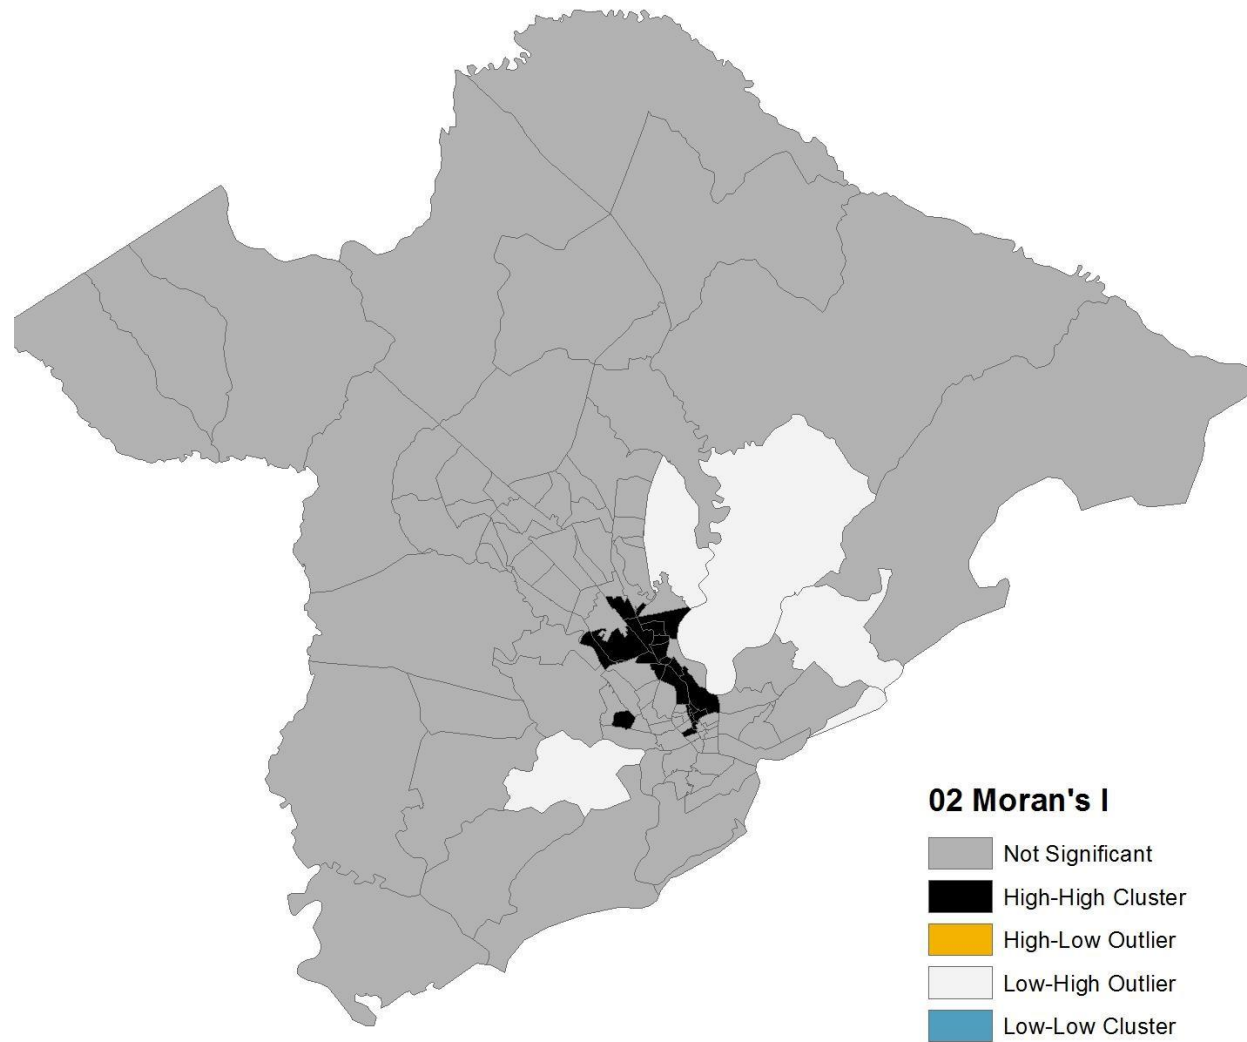 02 Moran's I
Not Significant
High-High Cluster
High-Low Outlier
Low-High Outlier
Low-Low Cluster